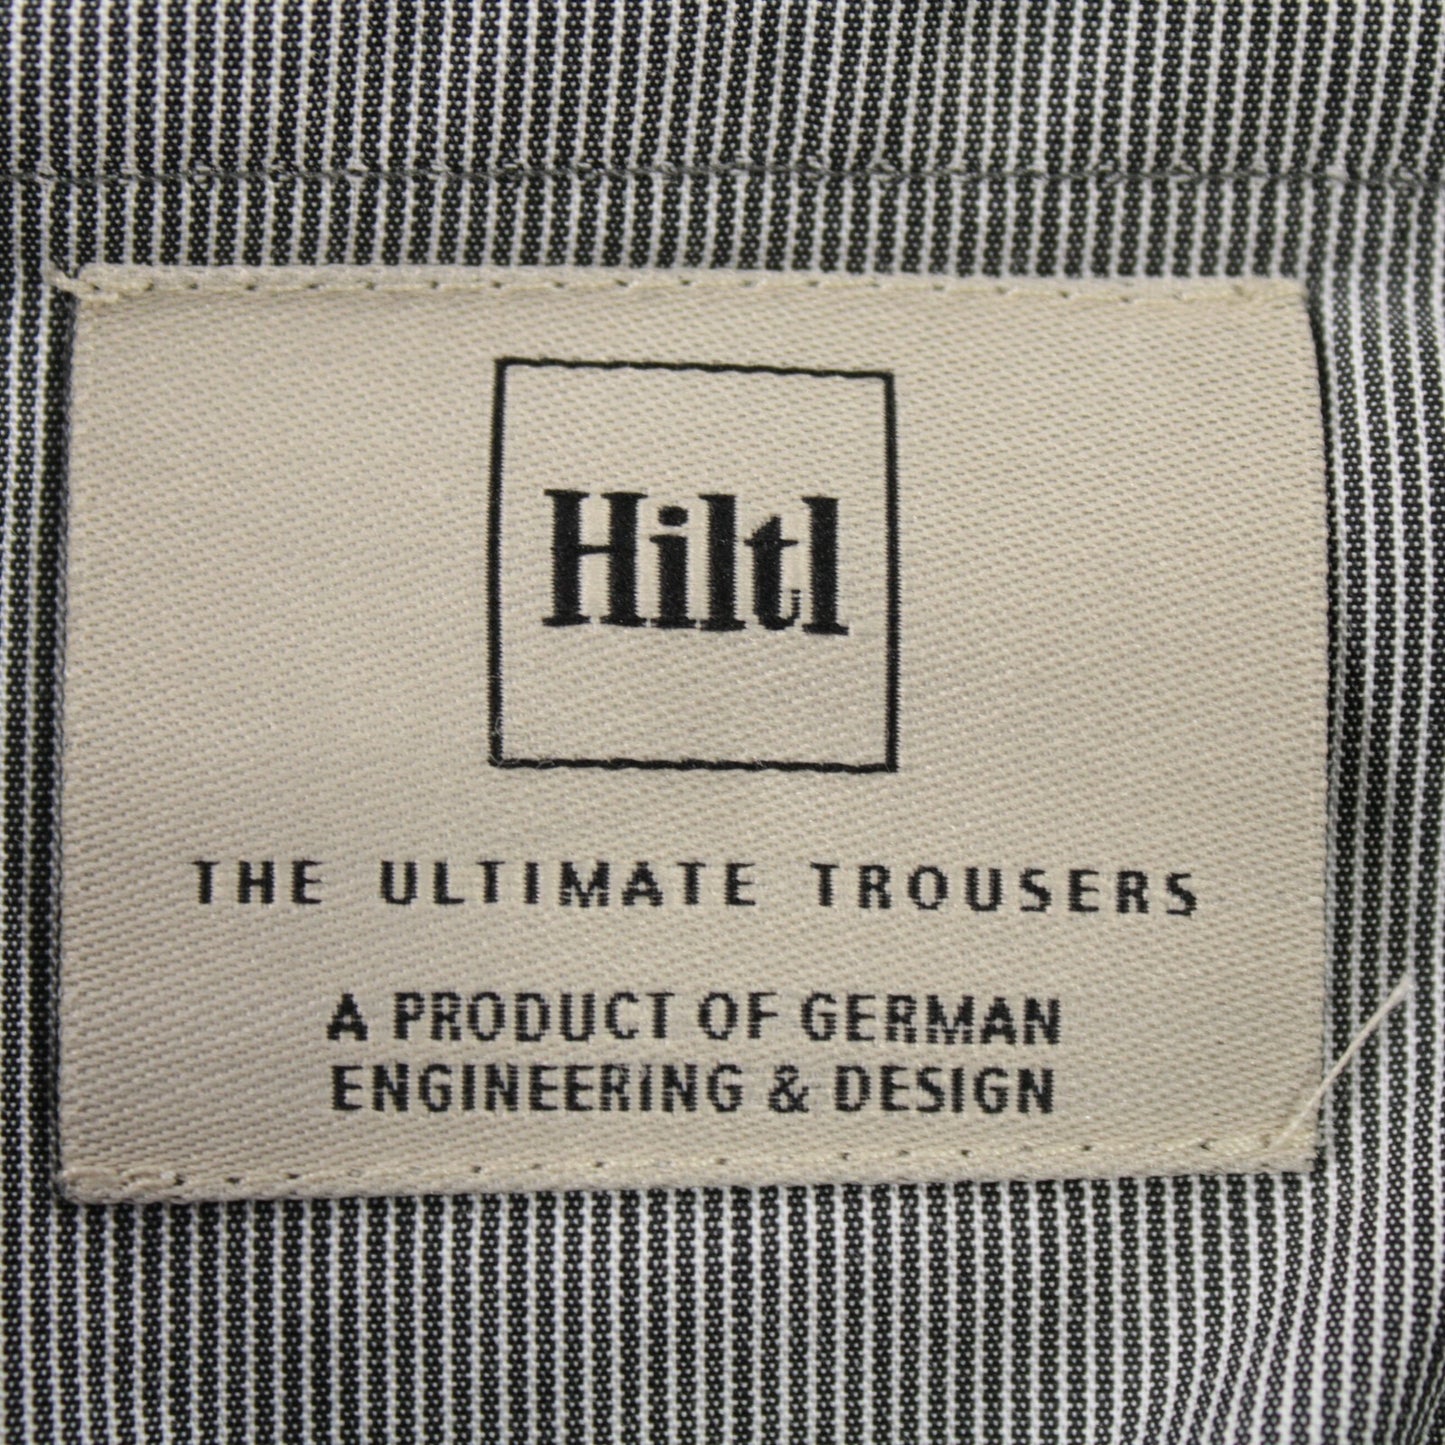 Hiltl
THE ULTIMATE TROUSERS
A PRODUCT OF GERMAN
ENGINEERING & DESIGN